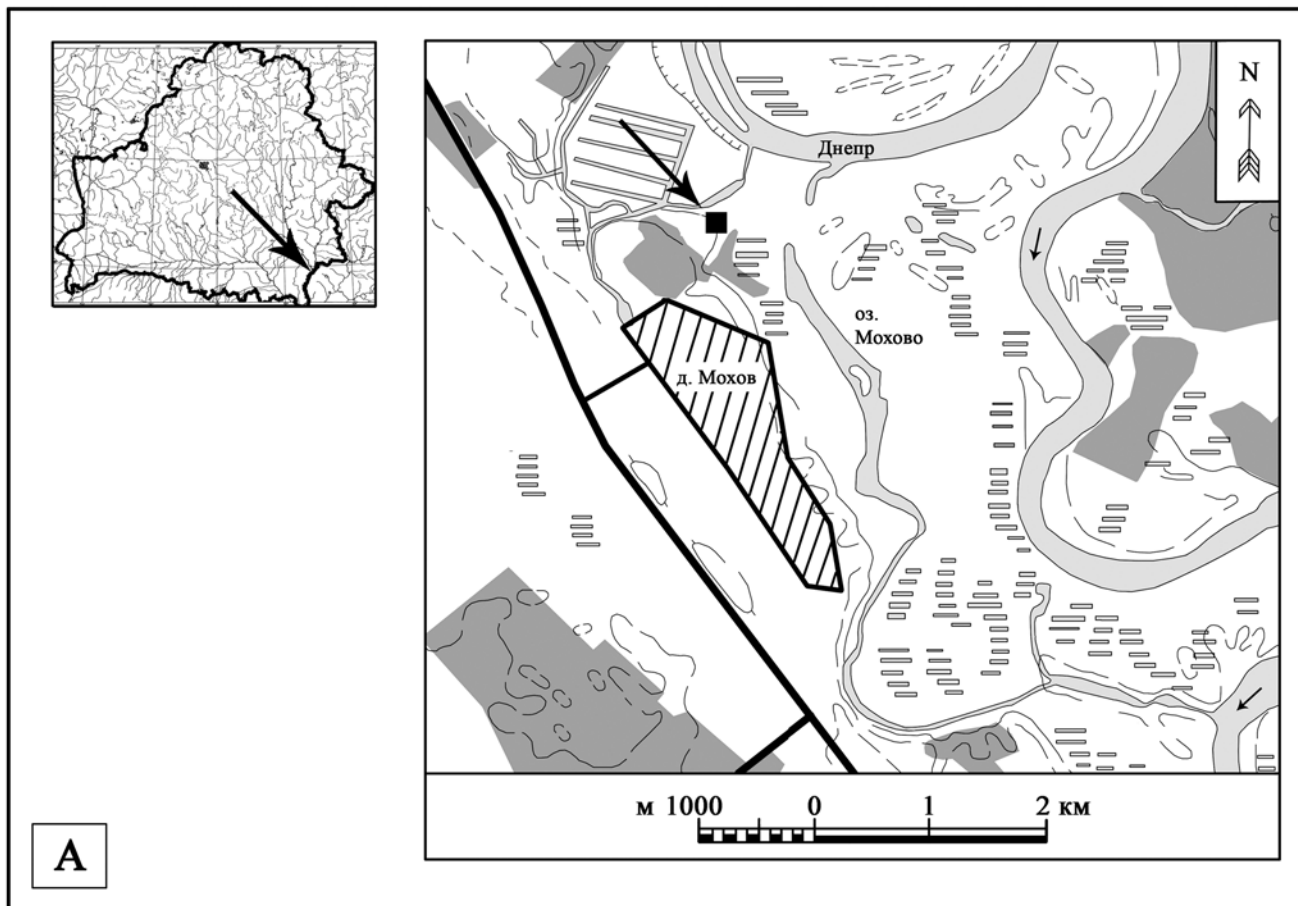 N
Днепр
оз.
Мохово
д. Мохов
м 1000 0 1 2 км
А